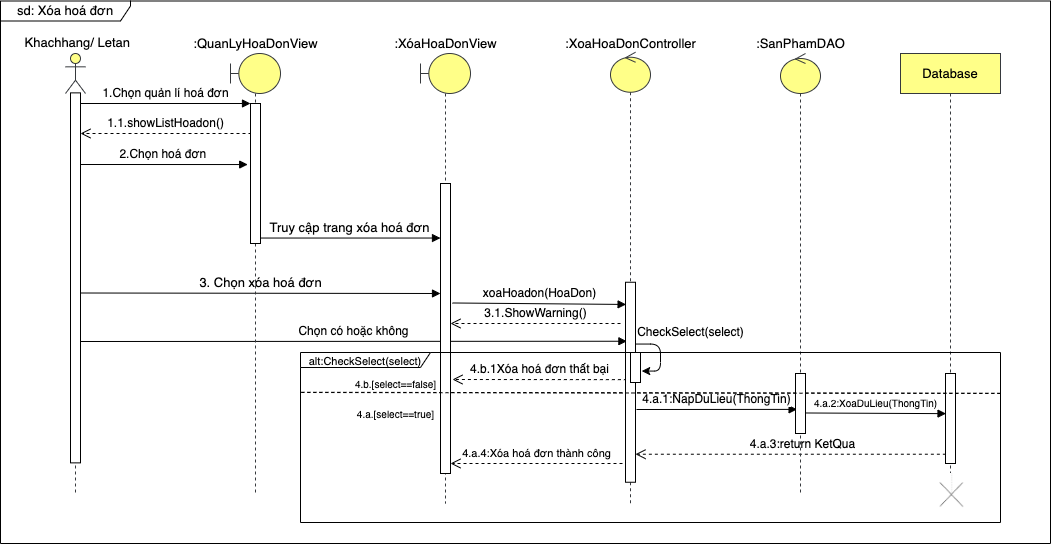 sd: Xóa hoá đơn
Khachhang/ Letan
:QuanLyHoaDonView
:XóaHoaDonView
:XoaHoaDonController
:SanPhamDAO
Database
1.Chọn quản lí hoá đơn
1.1.showListHoadon()
2.Chọn hoá đơn
Truy cập trang xóa hoá đơn
3. Chọn xóa hoá đơn
xoaHoadon(HoaDon)
3.1.ShowWarning()
Chọn có hoặc không
CheckSelect(select)
alt:CheckSelect(select)
4.b.1Xóa hoá đơn thất bại
4.b.[select==false]
4.a.1:NapDuLieu(ThongTin)
4.a.2:XoaDuLieu(ThongTin)
4.a.[select==true]
4.a.3:return KetQua
4.a.4:Xóa hoá đơn thành công